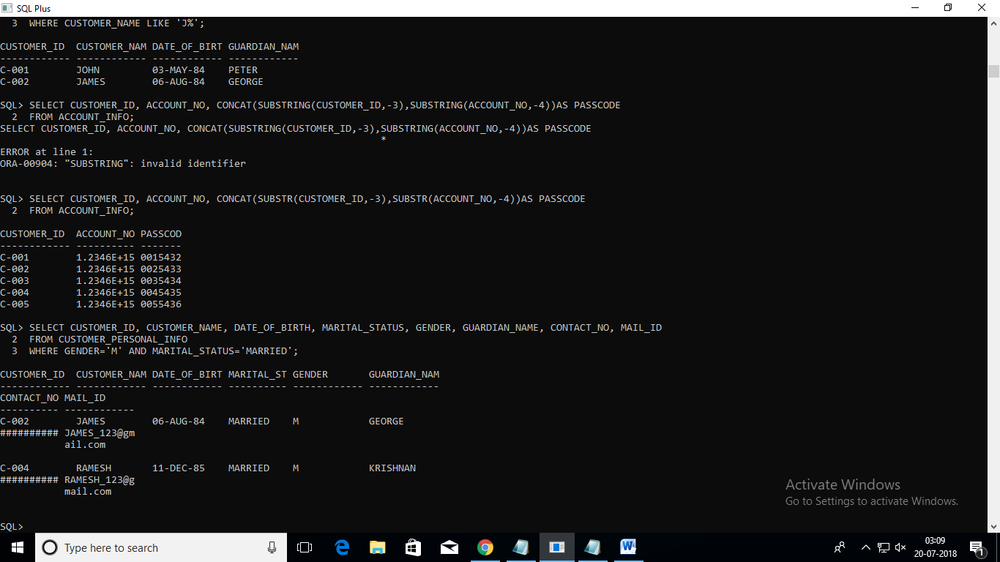 SQL Plus
  3  WHERE CUSTOMER_NAME LIKE 'J%';
CUSTOMER_ID  CUSTOMER_NAM DATE_OF_BIRT GUARDIAN_NAM
------------ ------------ ------------ ------------
C-001        JOHN         03-MAY-84    PETER
C-002        JAMES        06-AUG-84    GEORGE
SQL> SELECT CUSTOMER_ID, ACCOUNT_NO, CONCAT(SUBSTRING(CUSTOMER_ID,-3),SUBSTRING(ACCOUNT_NO,-4))AS PASSCODE
  2  FROM ACCOUNT_INFO;
SELECT CUSTOMER_ID, ACCOUNT_NO, CONCAT(SUBSTRING(CUSTOMER_ID,-3),SUBSTRING(ACCOUNT_NO,-4))AS PASSCODE
                                                                 *
ERROR at line 1:
ORA-00904: "SUBSTRING": invalid identifier
SQL> SELECT CUSTOMER_ID, ACCOUNT_NO, CONCAT(SUBSTR(CUSTOMER_ID,-3),SUBSTR(ACCOUNT_NO,-4))AS PASSCODE
  2  FROM ACCOUNT_INFO;
CUSTOMER_ID  ACCOUNT_NO PASSCOD
------------ ---------- -------
C-001        1.2346E+15 0015432
C-002        1.2346E+15 0025433
C-003        1.2346E+15 0035434
C-004        1.2346E+15 0045435
C-005        1.2346E+15 0055436
SQL> SELECT CUSTOMER_ID, CUSTOMER_NAME, DATE_OF_BIRTH, MARITAL_STATUS, GENDER, GUARDIAN_NAME, CONTACT_NO, MAIL_ID
  2  FROM CUSTOMER_PERSONAL_INFO
  3  WHERE GENDER='M' AND MARITAL_STATUS='MARRIED';
CUSTOMER_ID  CUSTOMER_NAM DATE_OF_BIRT MARITAL_ST GENDER       GUARDIAN_NAM
------------ ------------ ------------ ---------- ------------ ------------
CONTACT_NO MAIL_ID
---------- ------------
C-002        JAMES        06-AUG-84    MARRIED    M            GEORGE
########## JAMES_123@gm
           ail.com
C-004        RAMESH       11-DEC-85    MARRIED    M            KRISHNAN
########## RAMESH_123@g
           mail.com
Activate Windows
Go to Settings to activate Windows.
SQL>
Type here to search
03:09
20-07-2018
1